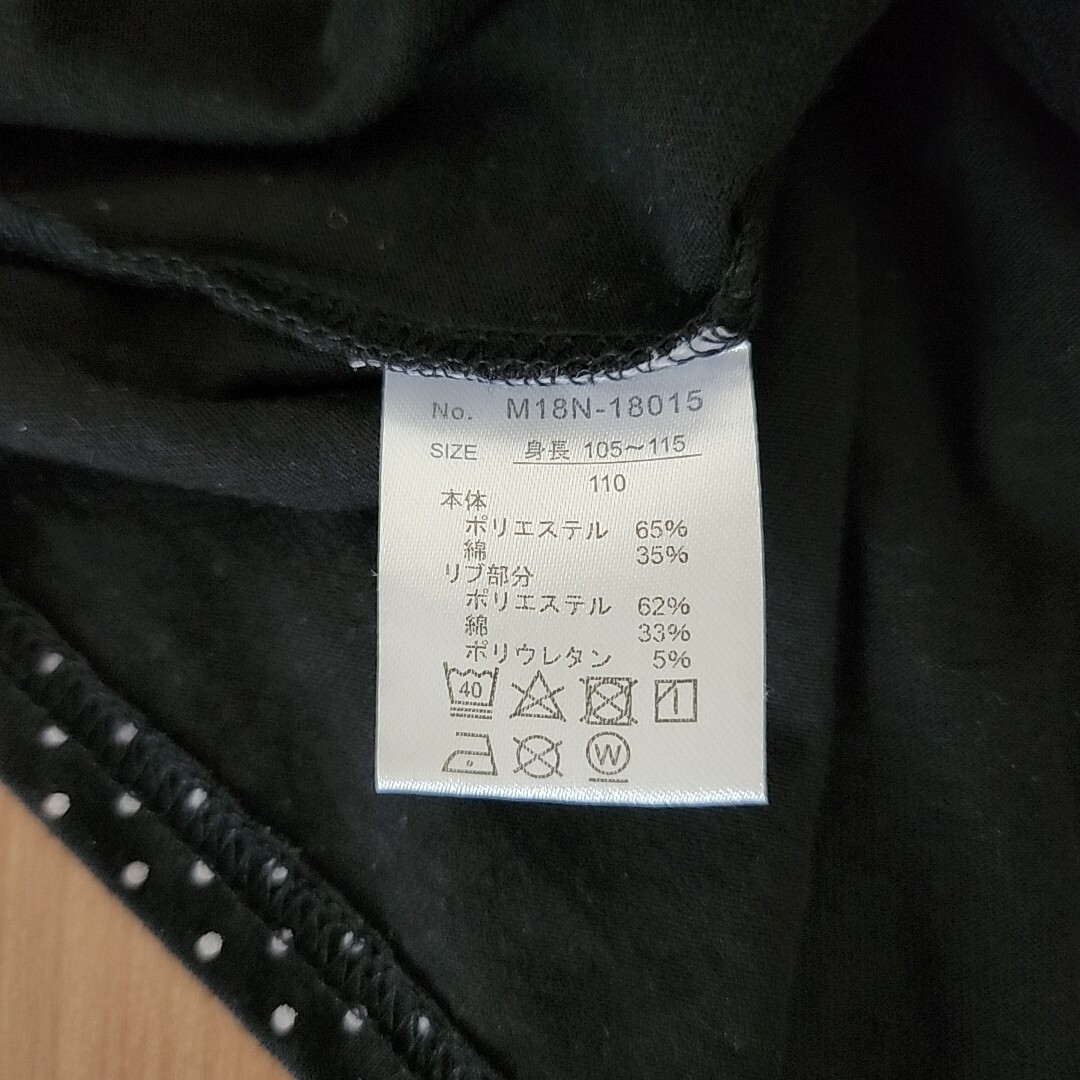 No. M18N-18015
SIZE 身長 105～115
110
本体
ポリエステル 65%
綿 35%
リブ部分
ポリエステル 62%
綿 33%
ポリウレタン 5%
40
W